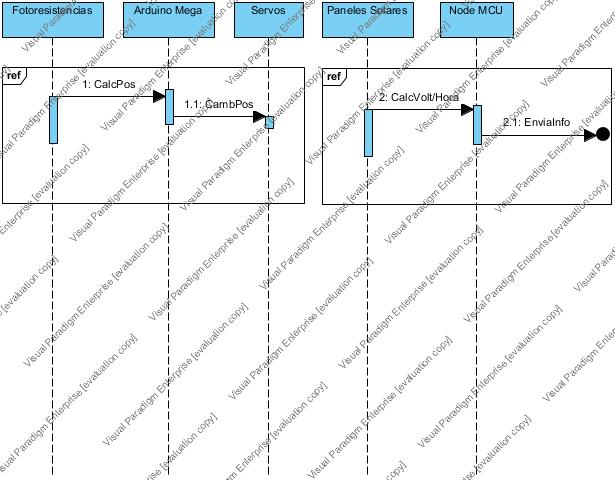 Fotoresistencias
Arduino Mega
Servos
Paneles Solares
Node MCU
ref
1: CalcPos
1.1: CambPos
ref
2: CalcVolt/Hora
2.1: EnviaInfo
Visual Paradigm Enterprise [evaluation copy]